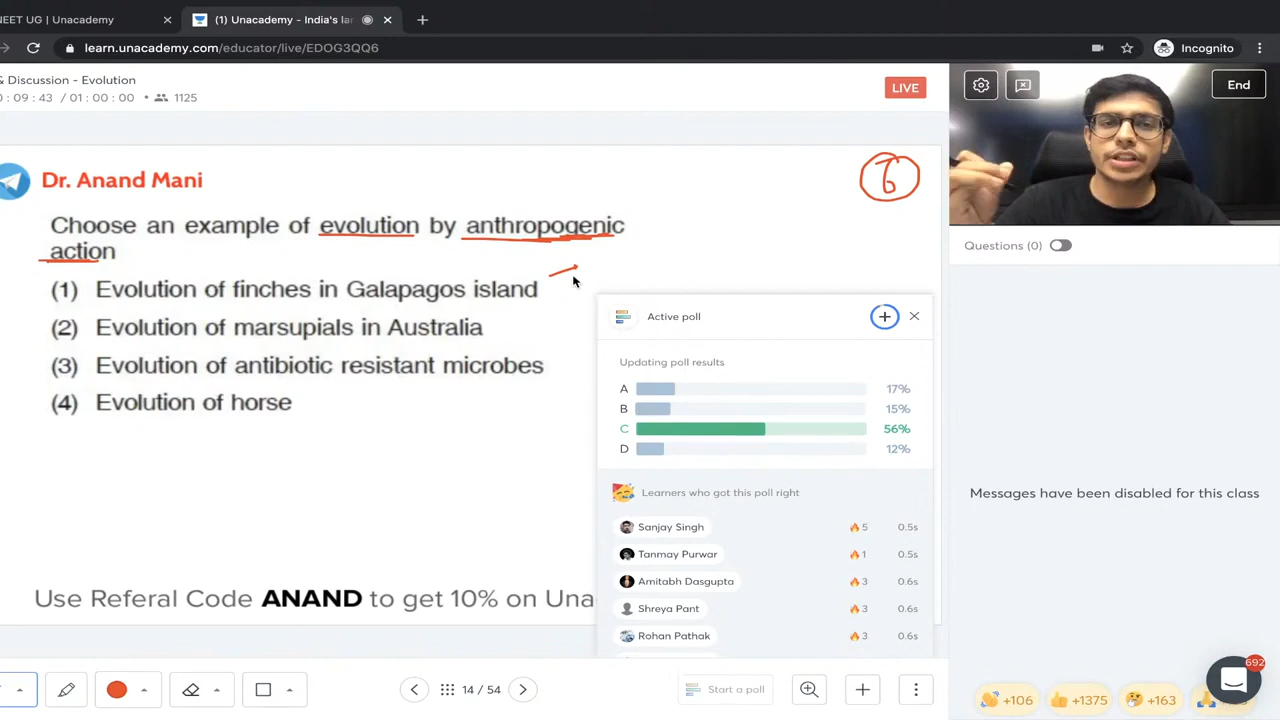 NEET UG | Unacademy
(1) Unacademy - India's lar
learn.unacademy.com/educator/live/EDOG3QQ6
Incognito
& Discussion - Evolution
0 : 09 : 43 / 01 : 00 : 00 • 1125
LIVE
End
Dr. Anand Mani
6
Choose an example of evolution by anthropogenic
action
(1) Evolution of finches in Galapagos island
(2) Evolution of marsupials in Australia
(3) Evolution of antibiotic resistant microbes
(4) Evolution of horse
Questions (0)
Active poll
Updating poll results
A 17%
B 15%
C 56%
D 12%
Learners who got this poll right
Sanjay Singh 5 0.5s
Tanmay Purwar 1 0.5s
Amitabh Dasgupta 3 0.6s
Shreya Pant 3 0.6s
Rohan Pathak 3 0.6s
Messages have been disabled for this class
Use Referal Code ANAND to get 10% on Una
14 / 54
Start a poll
692
+106 +1375 +163